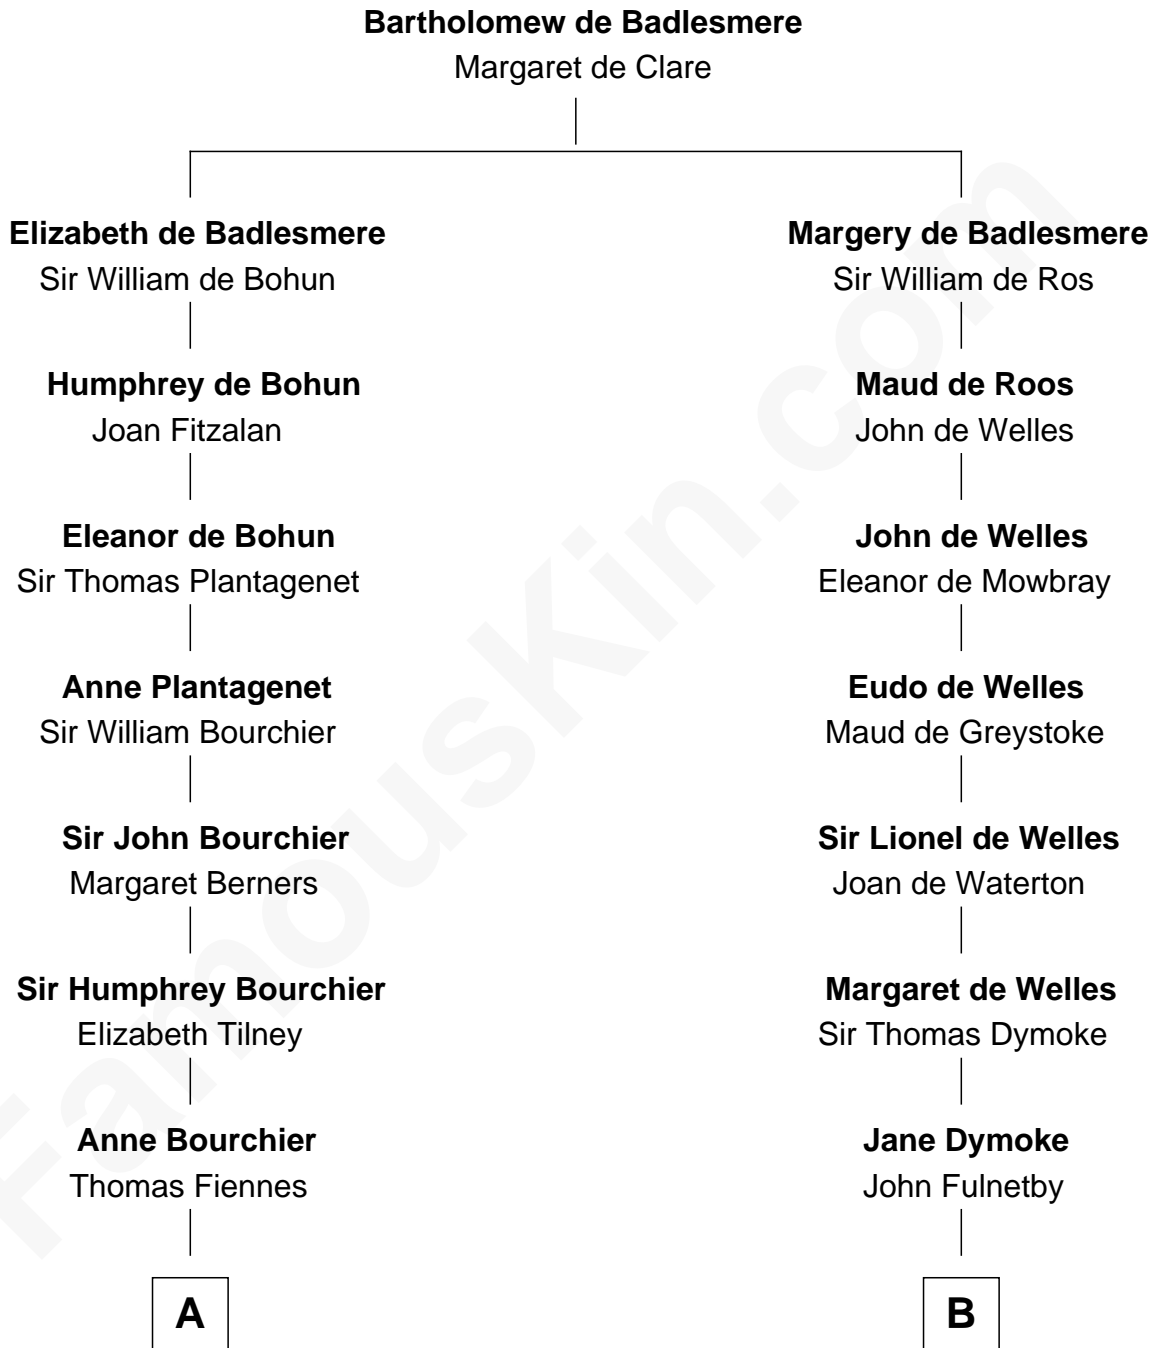 Bartholomew de Badlesmere
Margaret de Clare
Elizabeth de Badlesmere
Sir William de Bohun
Margery de Badlesmere
Sir William de Ros
Humphrey de Bohun
Joan Fitzalan
Maud de Roos
John de Welles
Eleanor de Bohun
Sir Thomas Plantagenet
John de Welles
Eleanor de Mowbray
Anne Plantagenet
Sir William Bourchier
Eudo de Welles
Maud de Greystoke
Sir John Bourchier
Margaret Berners
Sir Lionel de Welles
Joan de Waterton
Sir Humphrey Bourchier
Elizabeth Tilney
Margaret de Welles
Sir Thomas Dymoke
Anne Bourchier
Thomas Fiennes
Jane Dymoke
John Fulnetby
A
B
FamousKin.com